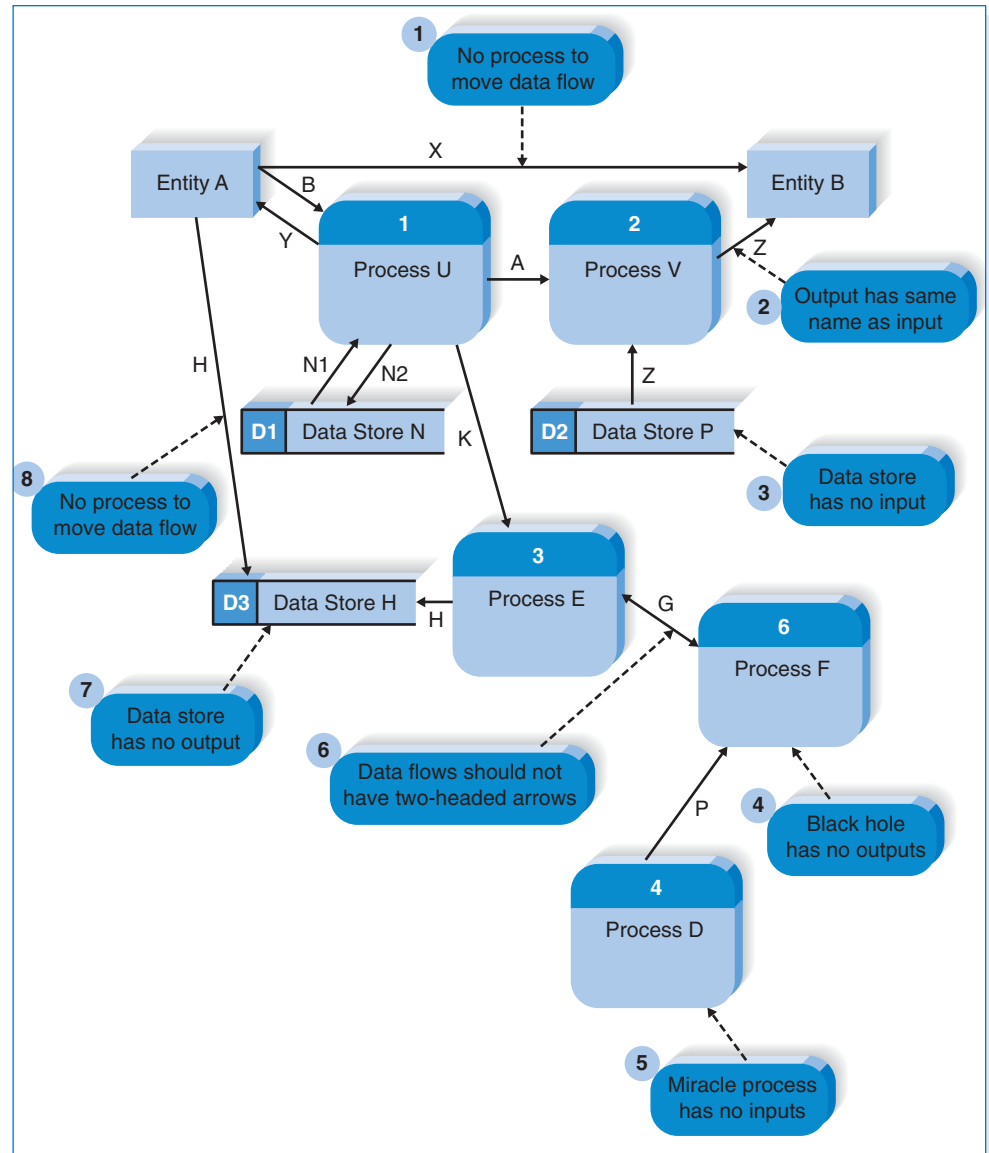 1
No process to
move data flow
X
Entity A
Entity B
B
Y
1
Process U
A
2
Process V
Z
2
Output has same
name as input
H
N1
N2
Z
D1 Data Store N
K
D2 Data Store P
8
No process to
move data flow
3
Data store
has no input
3
Process E
D3 Data Store H
H
G
6
Process F
7
Data store
has no output
6
Data flows should not
have two-headed arrows
P
4
Black hole
has no outputs
4
Process D
5
Miracle process
has no inputs